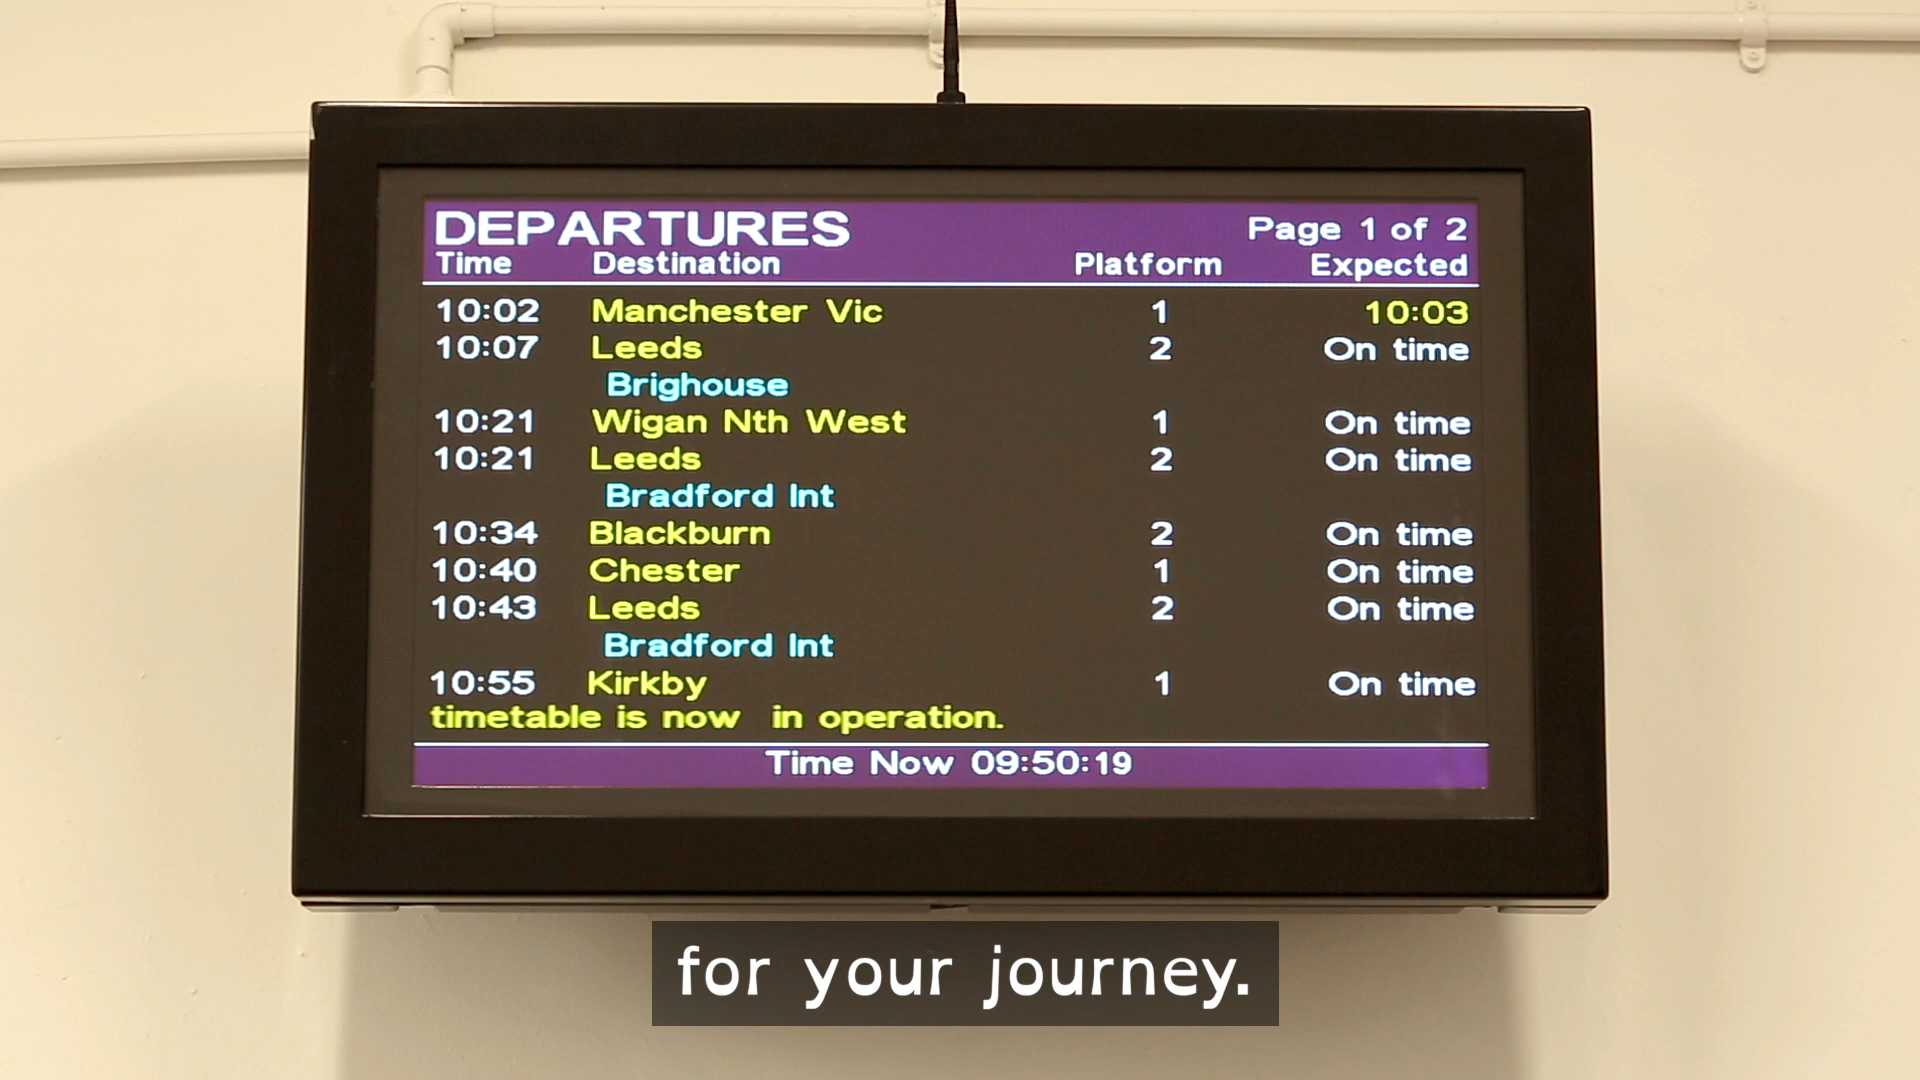 DEPARTURES Page 1 of 2
Time Destination Platform Expected
10:02 Manchester Vic 1 10:03
10:07 Leeds 2 On time
Brighouse
10:21 Wigan Nth West 1 On time
10:21 Leeds 2 On time
Bradford Int
10:34 Blackburn 2 On time
10:40 Chester 1 On time
10:43 Leeds 2 On time
Bradford Int
10:55 Kirkby 1 On time
timetable is now in operation.
Time Now 09:50:19
for your journey.